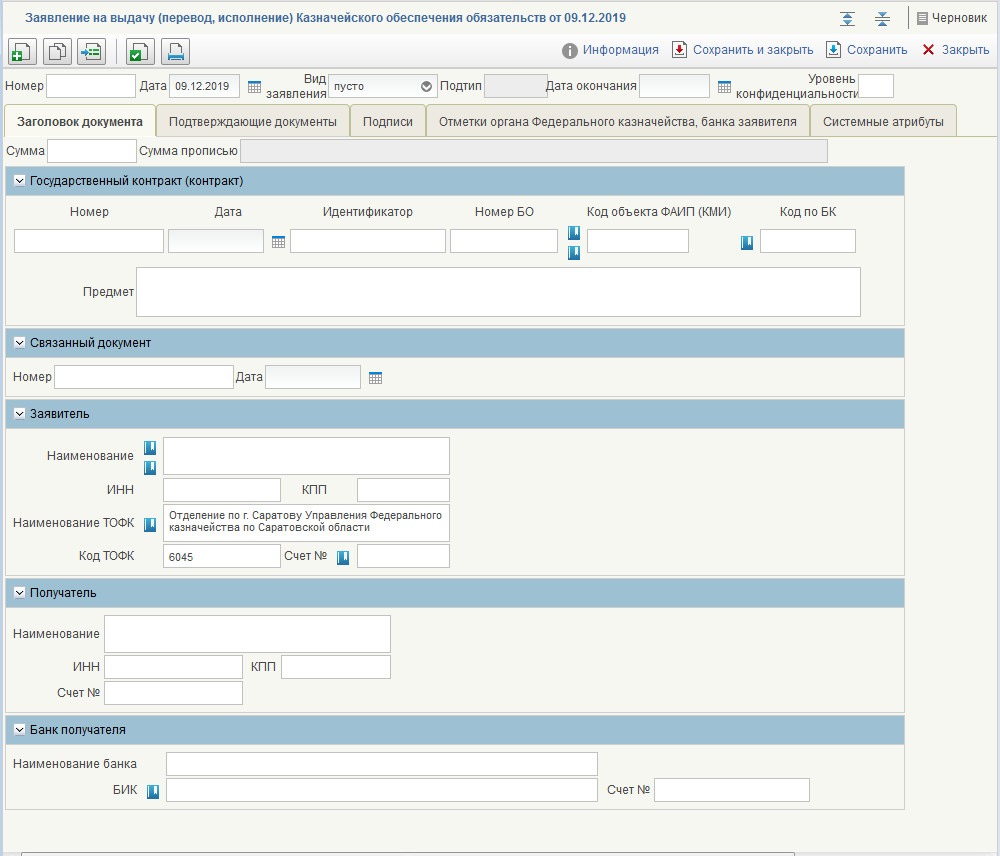 Заявление на выдачу (перевод, исполнение) Казначейского обеспечения обязательств от 09.12.2019
Черновик
Информация Сохранить и закрыть Сохранить Закрыть
Номер Дата 09.12.2019 Вид заявления пусто Подтип Дата окончания Уровень конфиденциальности
Заголовок документа Подтверждающие документы Подписи Отметки органа Федерального казначейства, банка заявителя Системные атрибуты
Сумма Сумма прописью
Государственный контракт (контракт)
Номер Дата Идентификатор Номер БО Код объекта ФАИП (КМИ) Код по БК
Предмет
Связанный документ
Номер Дата
Заявитель
Наименование
ИНН КПП
Наименование ТОФК Отделение по г. Саратову Управления Федерального
казначейства по Саратовской области
Код ТОФК 6045 Счет №
Получатель
Наименование
ИНН КПП
Счет №
Банк получателя
Наименование банка
БИК Счет №